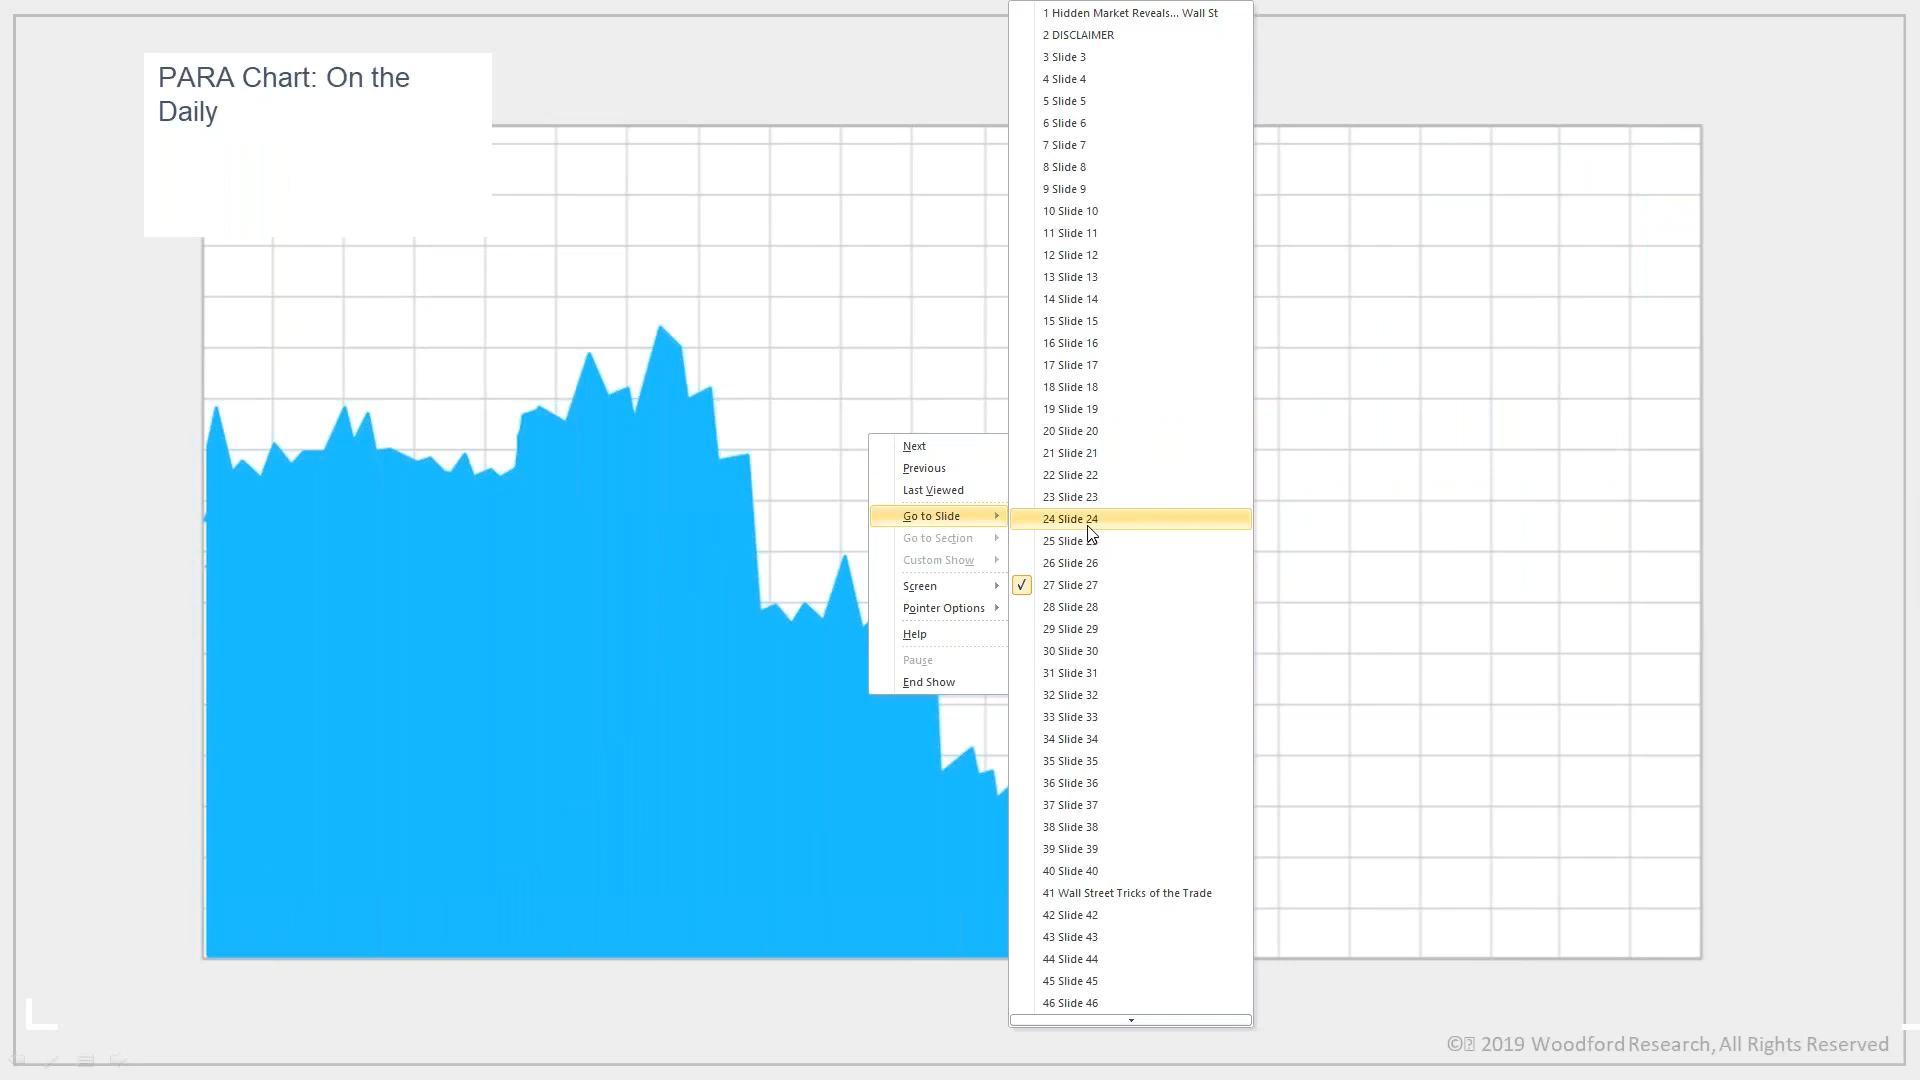 PARA Chart: On the
Daily
Next
Previous
Last Viewed
Go to Slide
Go to Section
Custom Show
Screen
Pointer Options
Help
Pause
End Show
1 Hidden Market Reveals... Wall St
2 DISCLAIMER
3 Slide 3
4 Slide 4
5 Slide 5
6 Slide 6
7 Slide 7
8 Slide 8
9 Slide 9
10 Slide 10
11 Slide 11
12 Slide 12
13 Slide 13
14 Slide 14
15 Slide 15
16 Slide 16
17 Slide 17
18 Slide 18
19 Slide 19
20 Slide 20
21 Slide 21
22 Slide 22
23 Slide 23
24 Slide 24
25 Slide 25
26 Slide 26
27 Slide 27
28 Slide 28
29 Slide 29
30 Slide 30
31 Slide 31
32 Slide 32
33 Slide 33
34 Slide 34
35 Slide 35
36 Slide 36
37 Slide 37
38 Slide 38
39 Slide 39
40 Slide 40
41 Wall Street Tricks of the Trade
42 Slide 42
43 Slide 43
44 Slide 44
45 Slide 45
46 Slide 46
© 2019 Woodford Research, All Rights Reserved